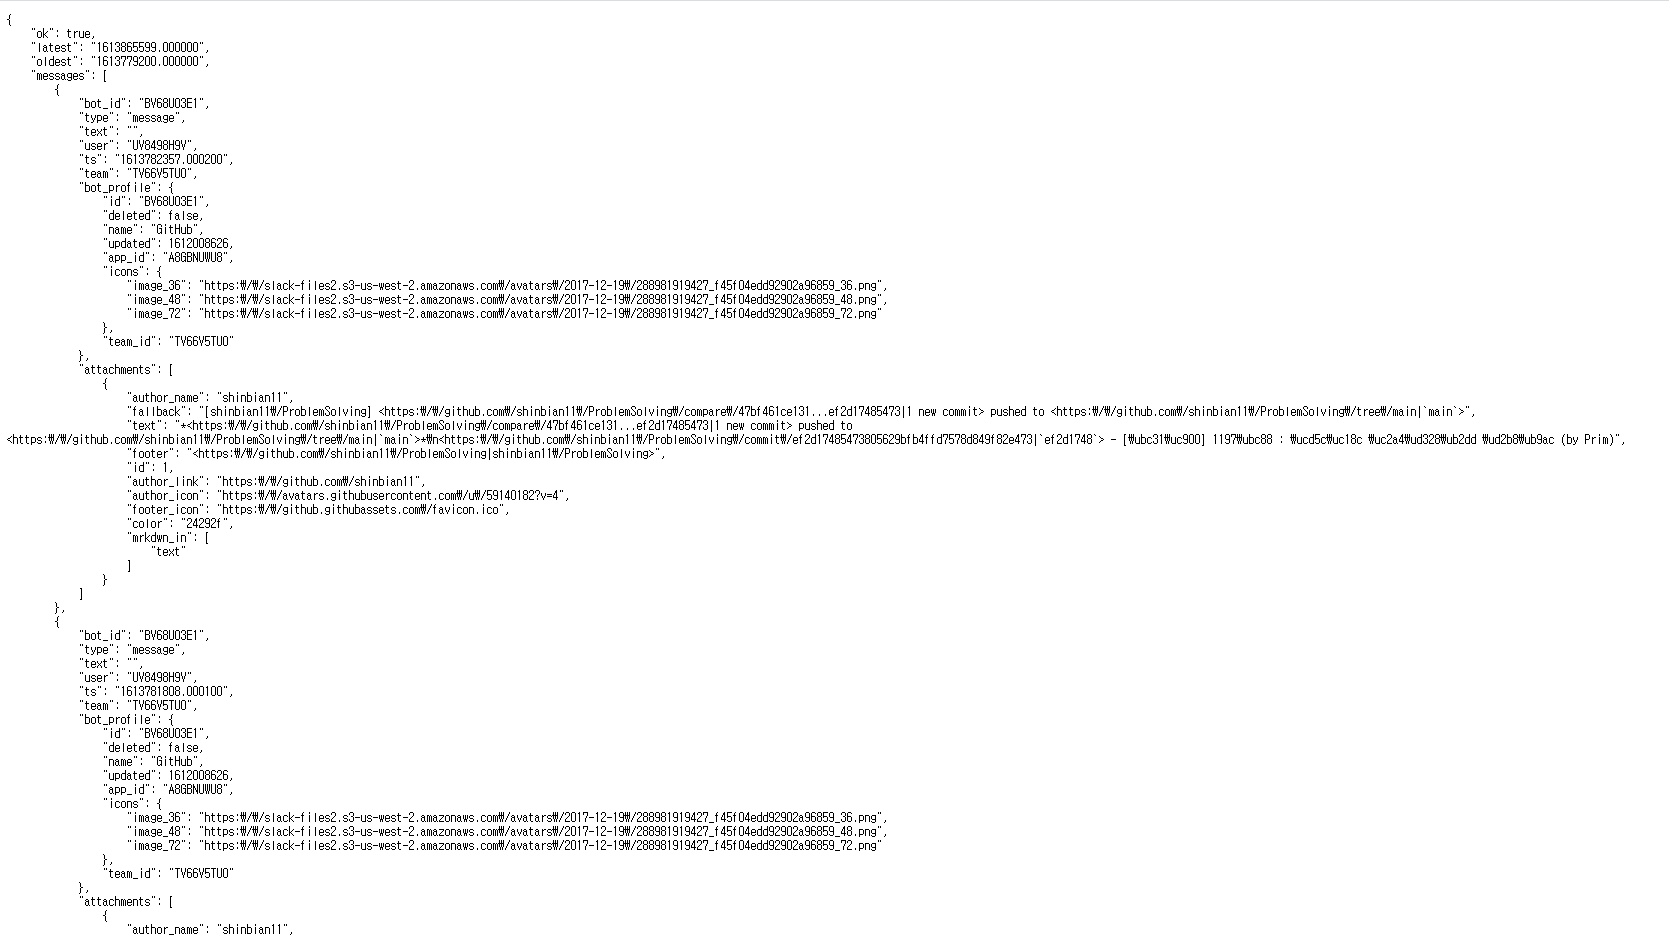 {
"ok": true,
"latest": "1613865599.000000",
"oldest": "1613779200.000000",
"messages": [
{
"bot_id": "BV68U03E1",
"type": "message",
"text": "",
"user": "UV8498H9V",
"ts": "1613782357.000200",
"team": "TV66V5TU0",
"bot_profile": {
"id": "BV68U03E1",
"deleted": false,
"name": "GitHub",
"updated": 1612008626,
"app_id": "A8GBNUWU8",
"icons": {
"image_36": "https:₩/₩/slack-files2.s3-us-west-2.amazonaws.com₩/avatars₩/2017-12-19₩/288981919427_f45f04edd92902a96859_36.png",
"image_48": "https:₩/₩/slack-files2.s3-us-west-2.amazonaws.com₩/avatars₩/2017-12-19₩/288981919427_f45f04edd92902a96859_48.png",
"image_72": "https:₩/₩/slack-files2.s3-us-west-2.amazonaws.com₩/avatars₩/2017-12-19₩/288981919427_f45f04edd92902a96859_72.png"
},
"team_id": "TV66V5TU0"
},
"attachments": [
{
"author_name": "shinbian11",
"fallback": "[shinbian11₩/ProblemSolving] <https:₩/₩/github.com₩/shinbian11₩/ProblemSolving₩/compare₩/47bf461ce131...ef2d17485473|1 new commit> pushed to <https:₩/₩/github.com₩/shinbian11₩/ProblemSolving₩/tree₩/main|`main`>",
"text": "*<https:₩/₩/github.com₩/shinbian11₩/ProblemSolving₩/compare₩/47bf461ce131...ef2d17485473|1 new commit> pushed to
<https:₩/₩/github.com₩/shinbian11₩/ProblemSolving₩/tree₩/main|`main`>*₩n<https:₩/₩/github.com₩/shinbian11₩/ProblemSolving₩/commit₩/ef2d17485473805629bfb4ffd7578d849f82e473|`ef2d1748`> - [₩ubc31₩uc900] 1197₩ubc88 : ₩ucd5c₩uc18c ₩uc2a4₩ud328₩ub2dd ₩ud2b8₩ub9ac (by Prim)",
"footer": "<https:₩/₩/github.com₩/shinbian11₩/ProblemSolving|shinbian11₩/ProblemSolving>",
"id": 1,
"author_link": "https:₩/₩/github.com₩/shinbian11",
"author_icon": "https:₩/₩/avatars.githubusercontent.com₩/u₩/59140182?v=4",
"footer_icon": "https:₩/₩/github.githubassets.com₩/favicon.ico",
"color": "24292f",
"mrkdwn_in": [
"text"
]
}
]
},
{
"bot_id": "BV68U03E1",
"type": "message",
"text": "",
"user": "UV8498H9V",
"ts": "1613781808.000100",
"team": "TV66V5TU0",
"bot_profile": {
"id": "BV68U03E1",
"deleted": false,
"name": "GitHub",
"updated": 1612008626,
"app_id": "A8GBNUWU8",
"icons": {
"image_36": "https:₩/₩/slack-files2.s3-us-west-2.amazonaws.com₩/avatars₩/2017-12-19₩/288981919427_f45f04edd92902a96859_36.png",
"image_48": "https:₩/₩/slack-files2.s3-us-west-2.amazonaws.com₩/avatars₩/2017-12-19₩/288981919427_f45f04edd92902a96859_48.png",
"image_72": "https:₩/₩/slack-files2.s3-us-west-2.amazonaws.com₩/avatars₩/2017-12-19₩/288981919427_f45f04edd92902a96859_72.png"
},
"team_id": "TV66V5TU0"
},
"attachments": [
{
"author_name": "shinbian11",